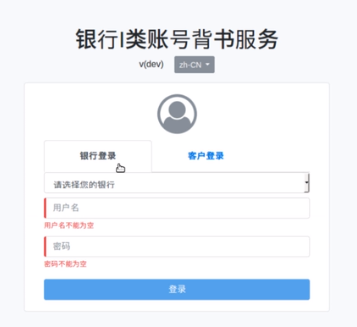 银行I类账号背书服务
v(dev) zh-CN
银行登录 客户登录
请选择您的银行
用户名
用户名不能为空
密码
密码不能为空
登录